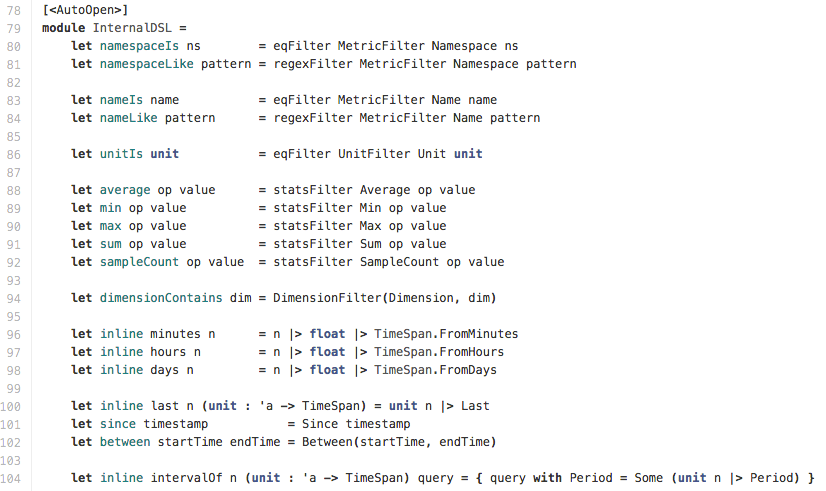 78 [<AutoOpen>]
79 module InternalDSL =
80     let namespaceIs ns        = eqFilter MetricFilter Namespace ns
81     let namespaceLike pattern = regexFilter MetricFilter Namespace pattern
82
83     let nameIs name           = eqFilter MetricFilter Name name
84     let nameLike pattern      = regexFilter MetricFilter Name pattern
85
86     let unitIs unit           = eqFilter UnitFilter Unit unit
87
88     let average op value      = statsFilter Average op value
89     let min op value          = statsFilter Min op value
90     let max op value          = statsFilter Max op value
91     let sum op value          = statsFilter Sum op value
92     let sampleCount op value  = statsFilter SampleCount op value
93
94     let dimensionContains dim = DimensionFilter(Dimension, dim)
95
96     let inline minutes n      = n |> float |> TimeSpan.FromMinutes
97     let inline hours n        = n |> float |> TimeSpan.FromHours
98     let inline days n         = n |> float |> TimeSpan.FromDays
99
100     let inline last n (unit : 'a -> TimeSpan) = unit n |> Last
101     let since timestamp           = Since timestamp
102     let between startTime endTime = Between(startTime, endTime)
103
104     let inline intervalOf n (unit : 'a -> TimeSpan) query = { query with Period = Some (unit n |> Period) }